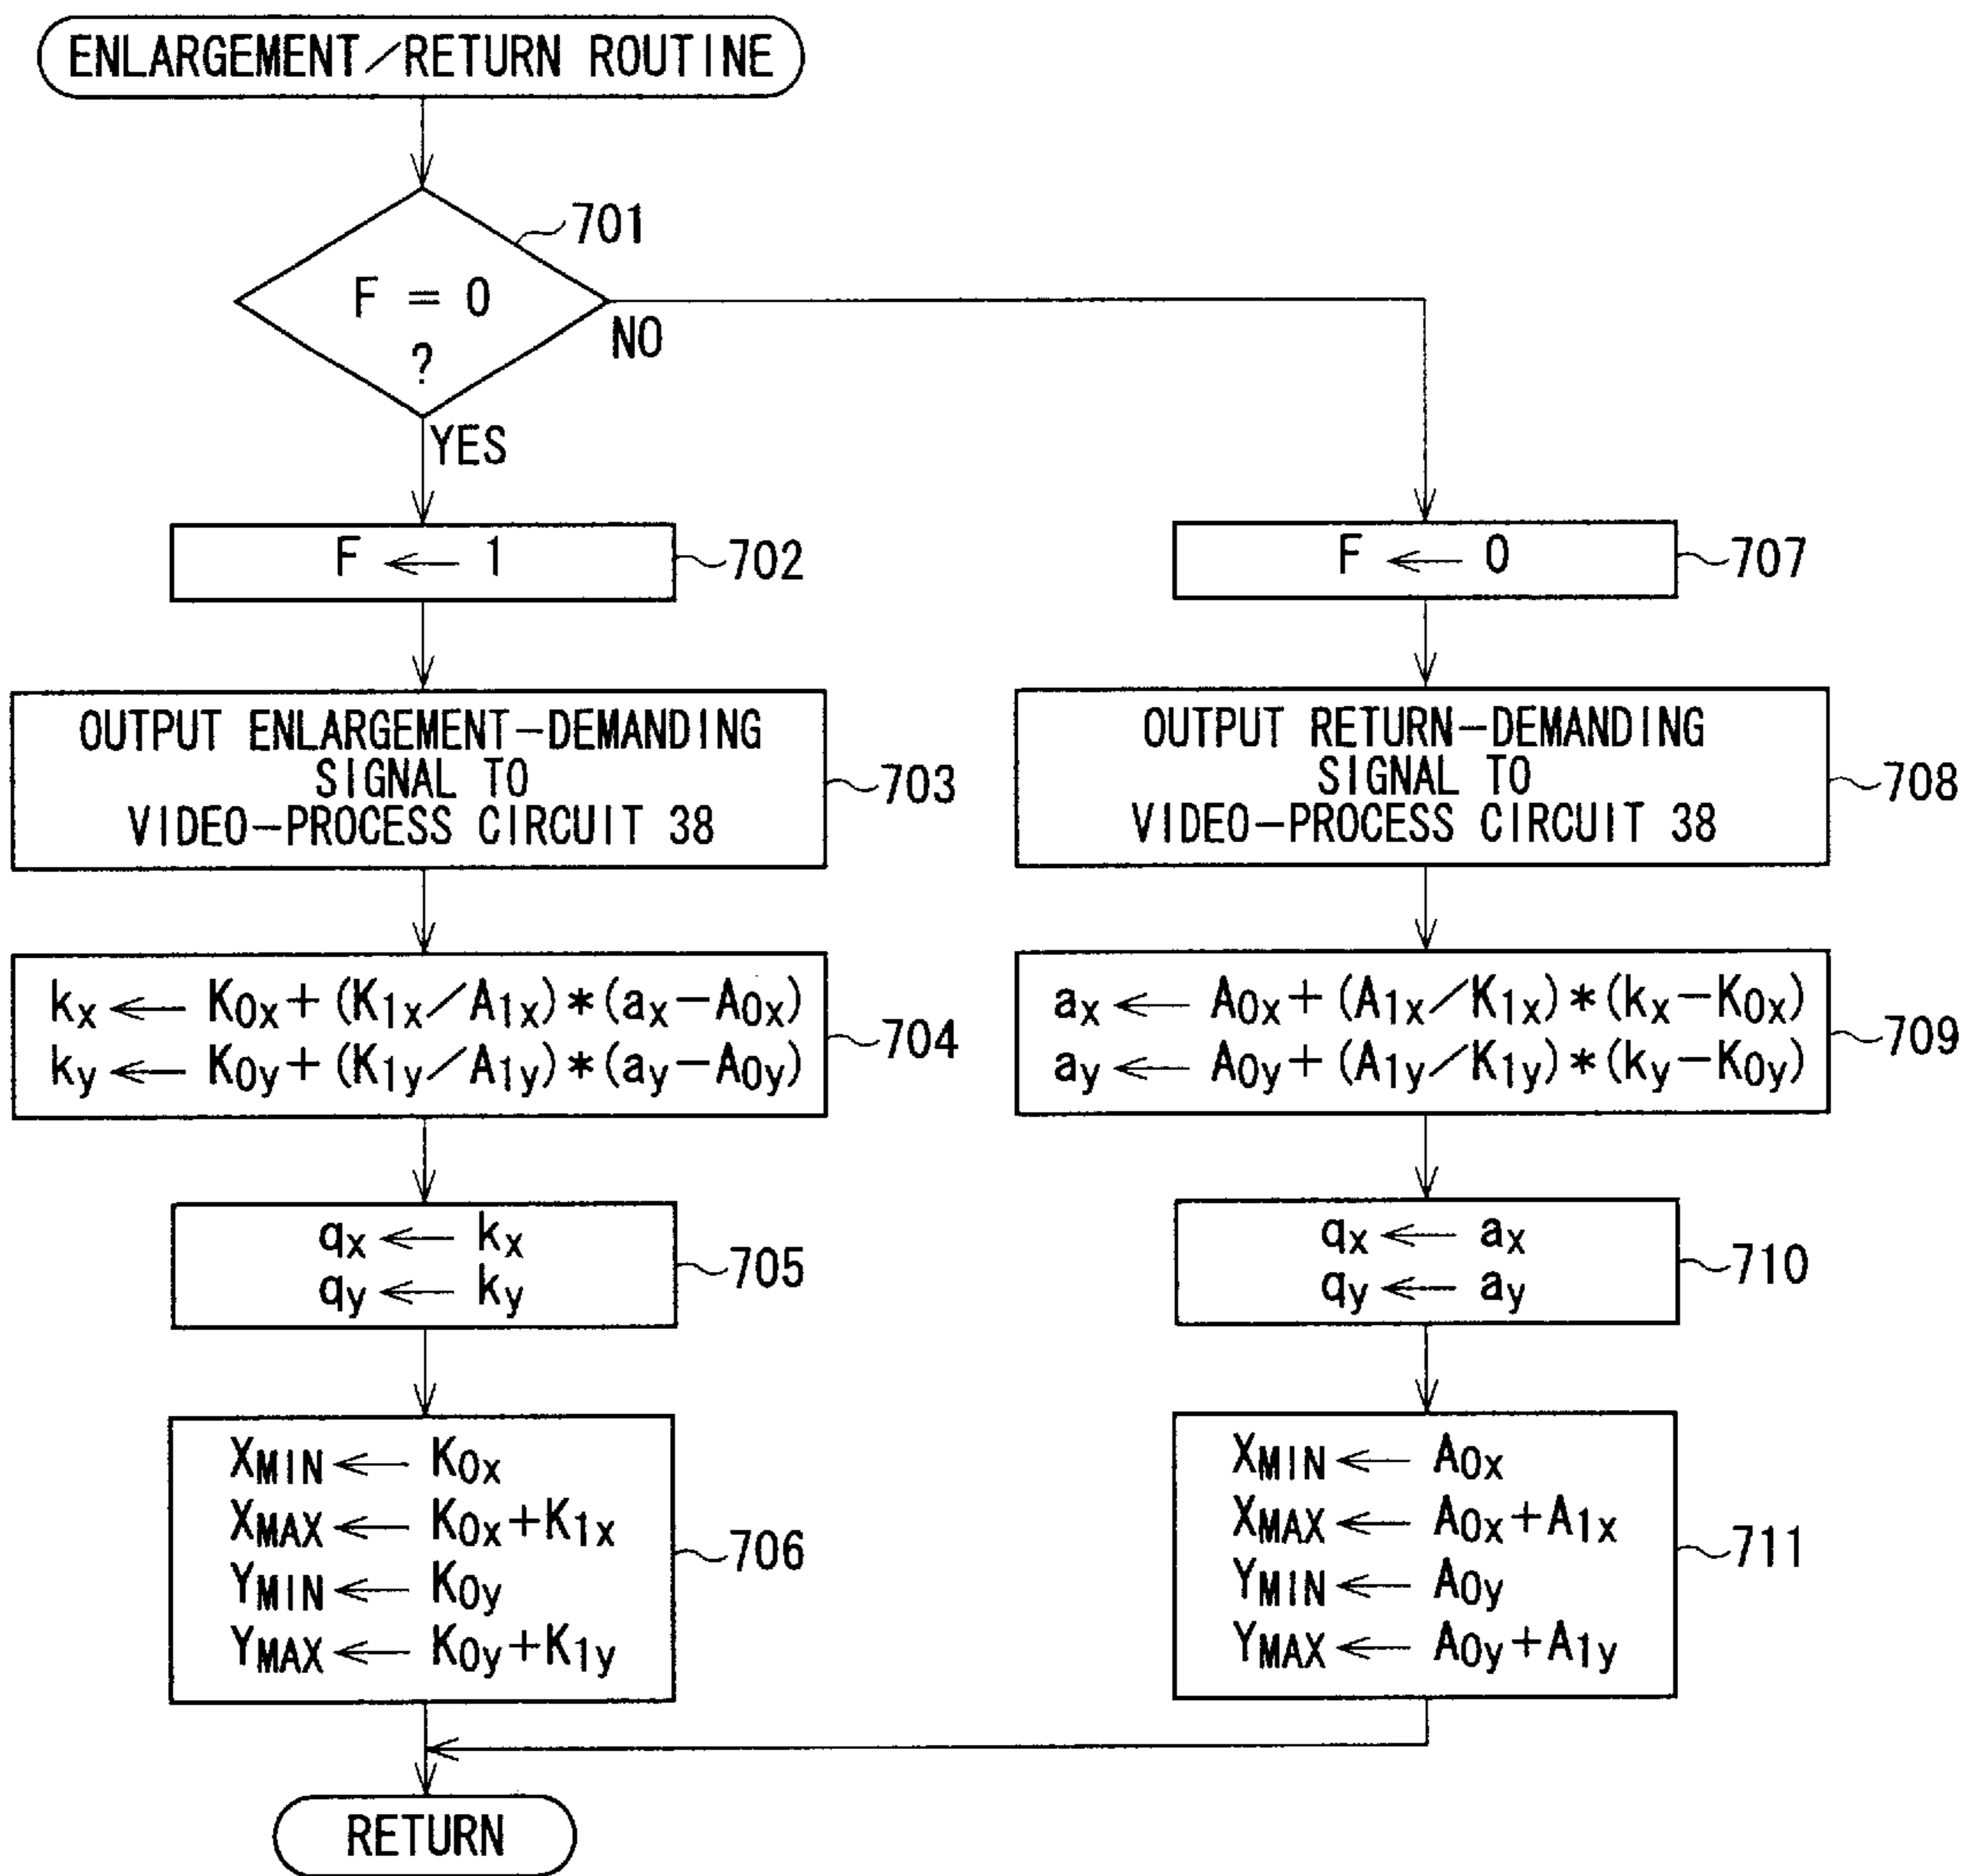 ENLARGEMENT/RETURN ROUTINE
701
F = 0
?
NO
YES
F ← 1
702
OUTPUT ENLARGEMENT-DEMANDING
SIGNAL TO
VIDEO-PROCESS CIRCUIT 38
703
kx ← K0x+(K1x/A1x)*(ax-A0x)
ky ← K0y+(K1y/A1y)*(ay-A0y)
704
qx ← kx
qy ← ky
705
XMIN ← K0x
XMAX ← K0x+K1x
YMIN ← K0y
YMAX ← K0y+K1y
706
F ← 0
707
OUTPUT RETURN-DEMANDING
SIGNAL TO
VIDEO-PROCESS CIRCUIT 38
708
ax ← A0x+(A1x/K1x)*(kx-K0x)
ay ← A0y+(A1y/K1y)*(ky-K0y)
709
qx ← ax
qy ← ay
710
XMIN ← A0x
XMAX ← A0x+A1x
YMIN ← A0y
YMAX ← A0y+A1y
711
RETURN